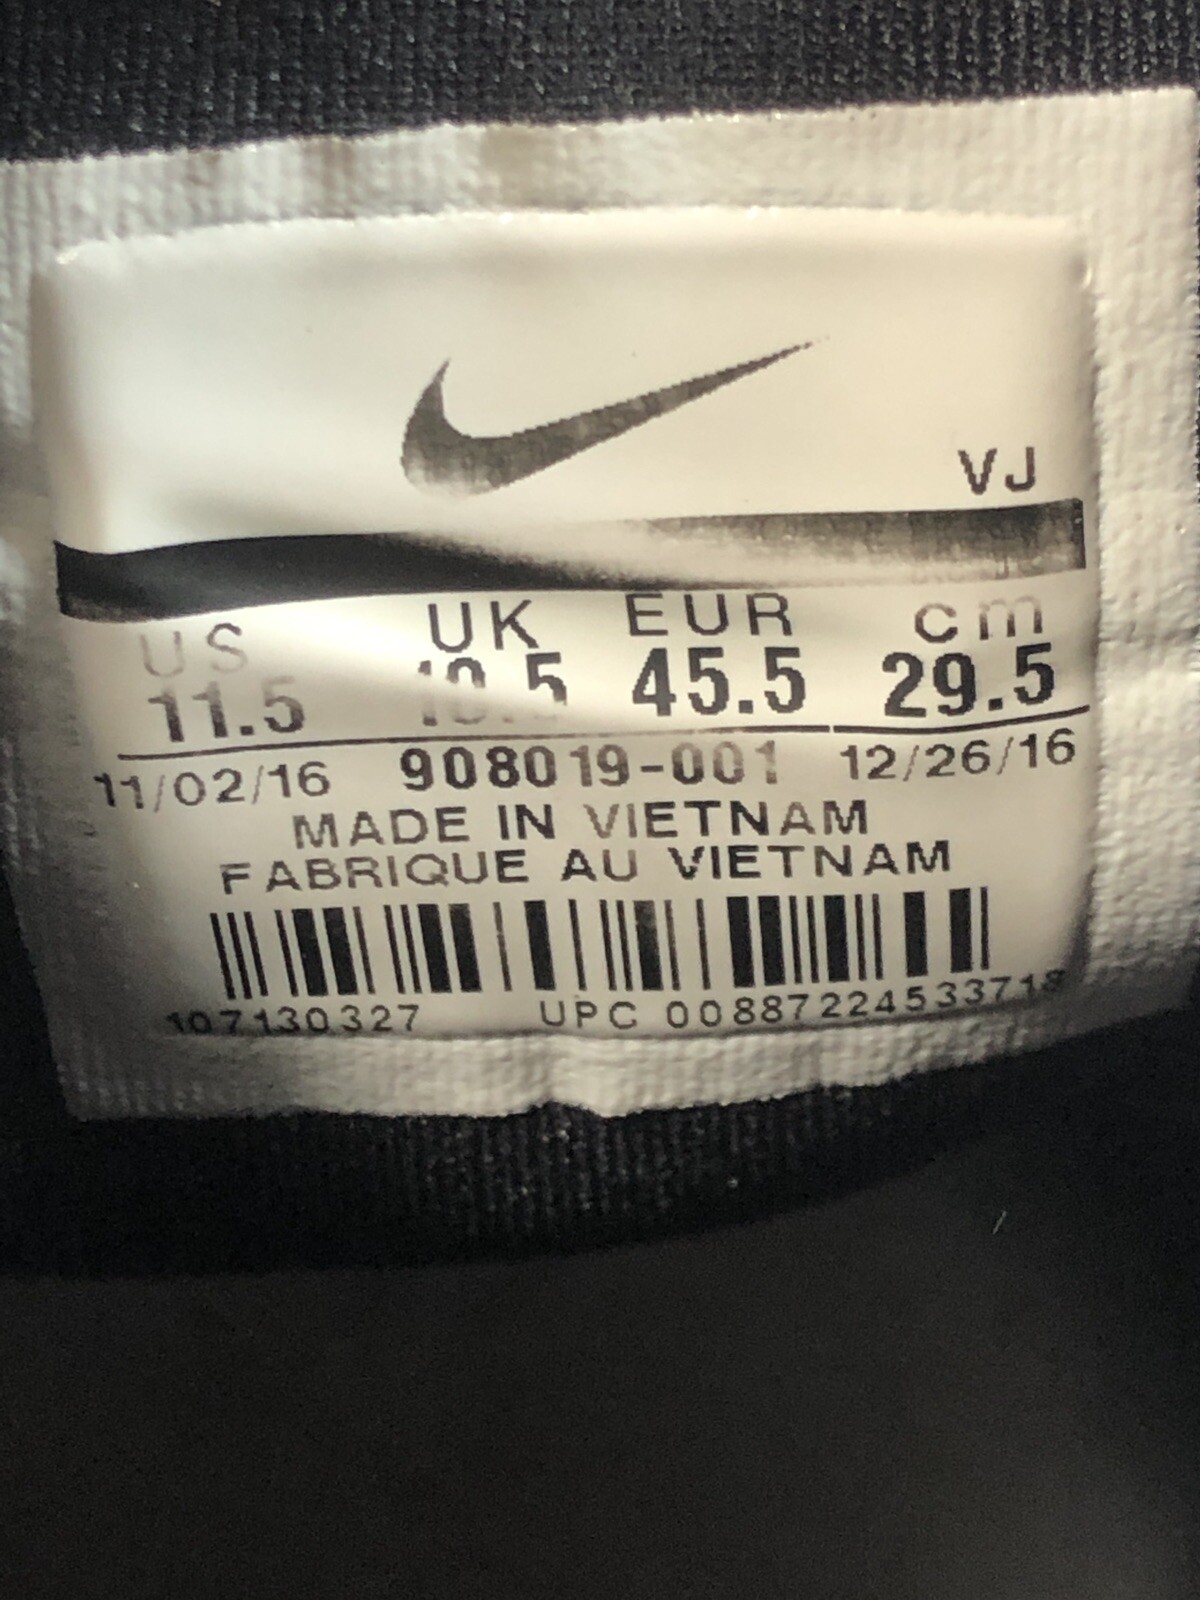 VJ
US UK EUR cm
11.5 10.5 45.5 29.5
11/02/16 908019-001 12/26/16
MADE IN VIETNAM
FABRIQUE AU VIETNAM
107130327 UPC 00887224533718